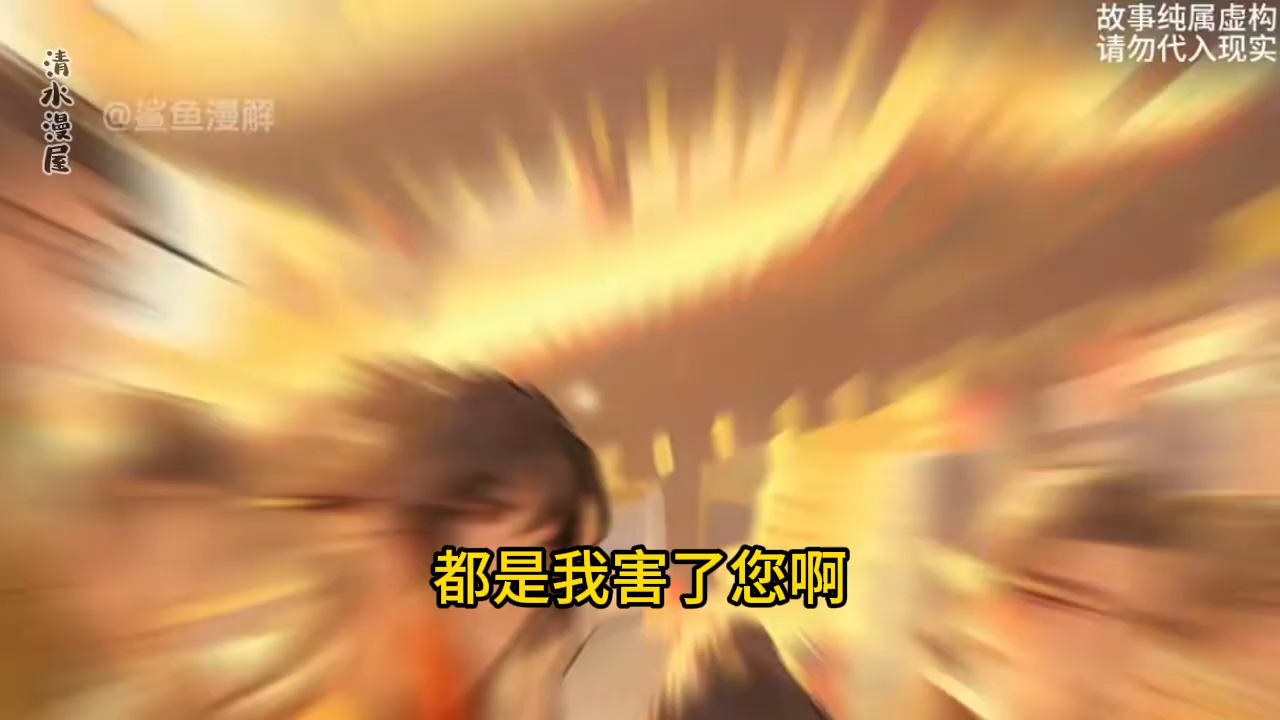 故事纯属虚构
请勿代入现实
清水漫屋
@鲨鱼漫解
都是我害了您啊